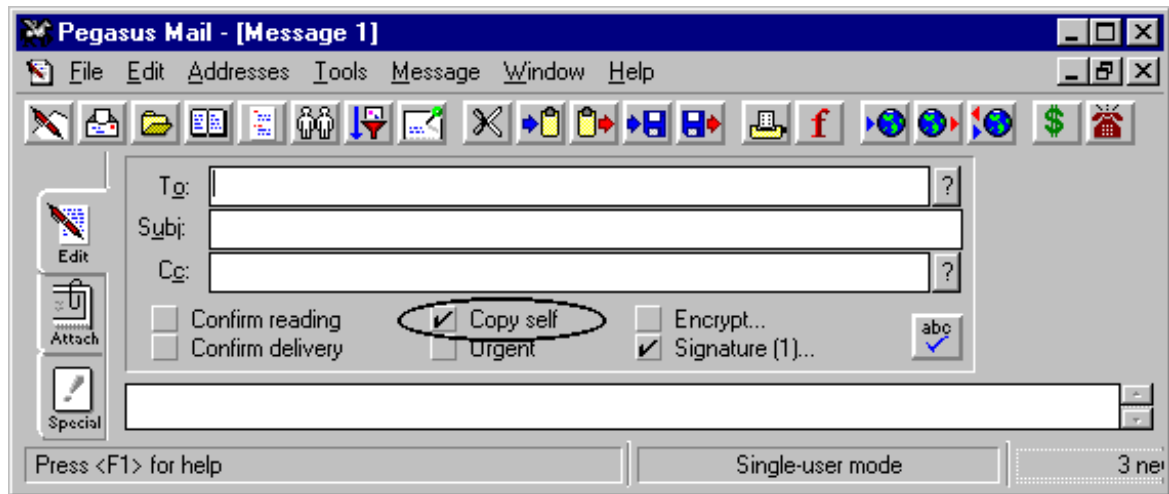 Pegasus Mail - [Message 1]
File Edit Addresses Tools Message Window Help
f $
To: ?
Subj:
Cc: ?
Edit
Attach
Special
Confirm reading Copy self Encrypt...
Confirm delivery Urgent Signature (1)...
abc
Press <F1> for help Single-user mode 3 ne